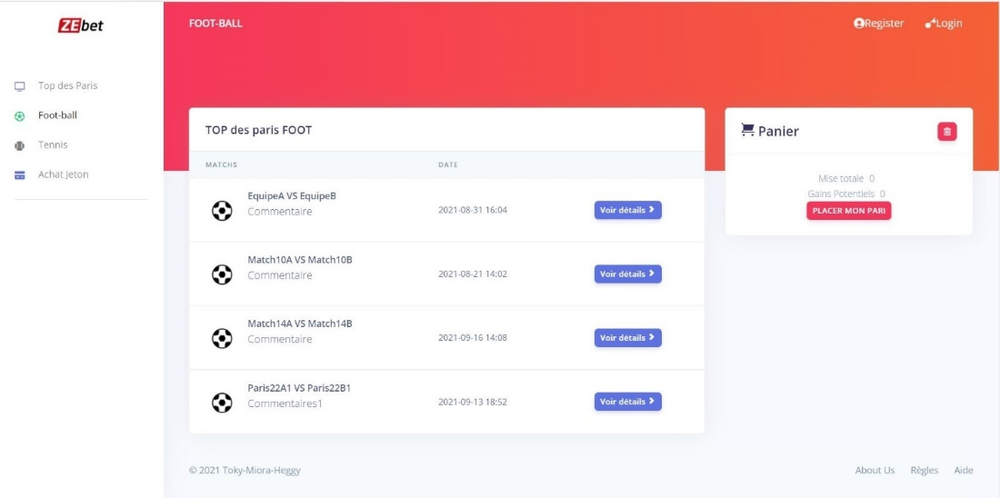 ZEbet
FOOT-BALL
Register
Login
Top des Paris
Foot-ball
Tennis
Achat Jeton
TOP des paris FOOT
MATCHS DATE
EquipeA VS EquipeB
Commentaire
2021-08-31 16:04
Voir détails
Match10A VS Match10B
Commentaire
2021-08-21 14:02
Voir détails
Match14A VS Match14B
Commentaire
2021-09-16 14:08
Voir détails
Paris22A1 VS Paris22B1
Commentaires1
2021-09-13 18:52
Voir détails
Panier
Mise totale 0
Gains Potentiels 0
PLACER MON PARI
© 2021 Toky-Miora-Heggy
About Us Règles Aide